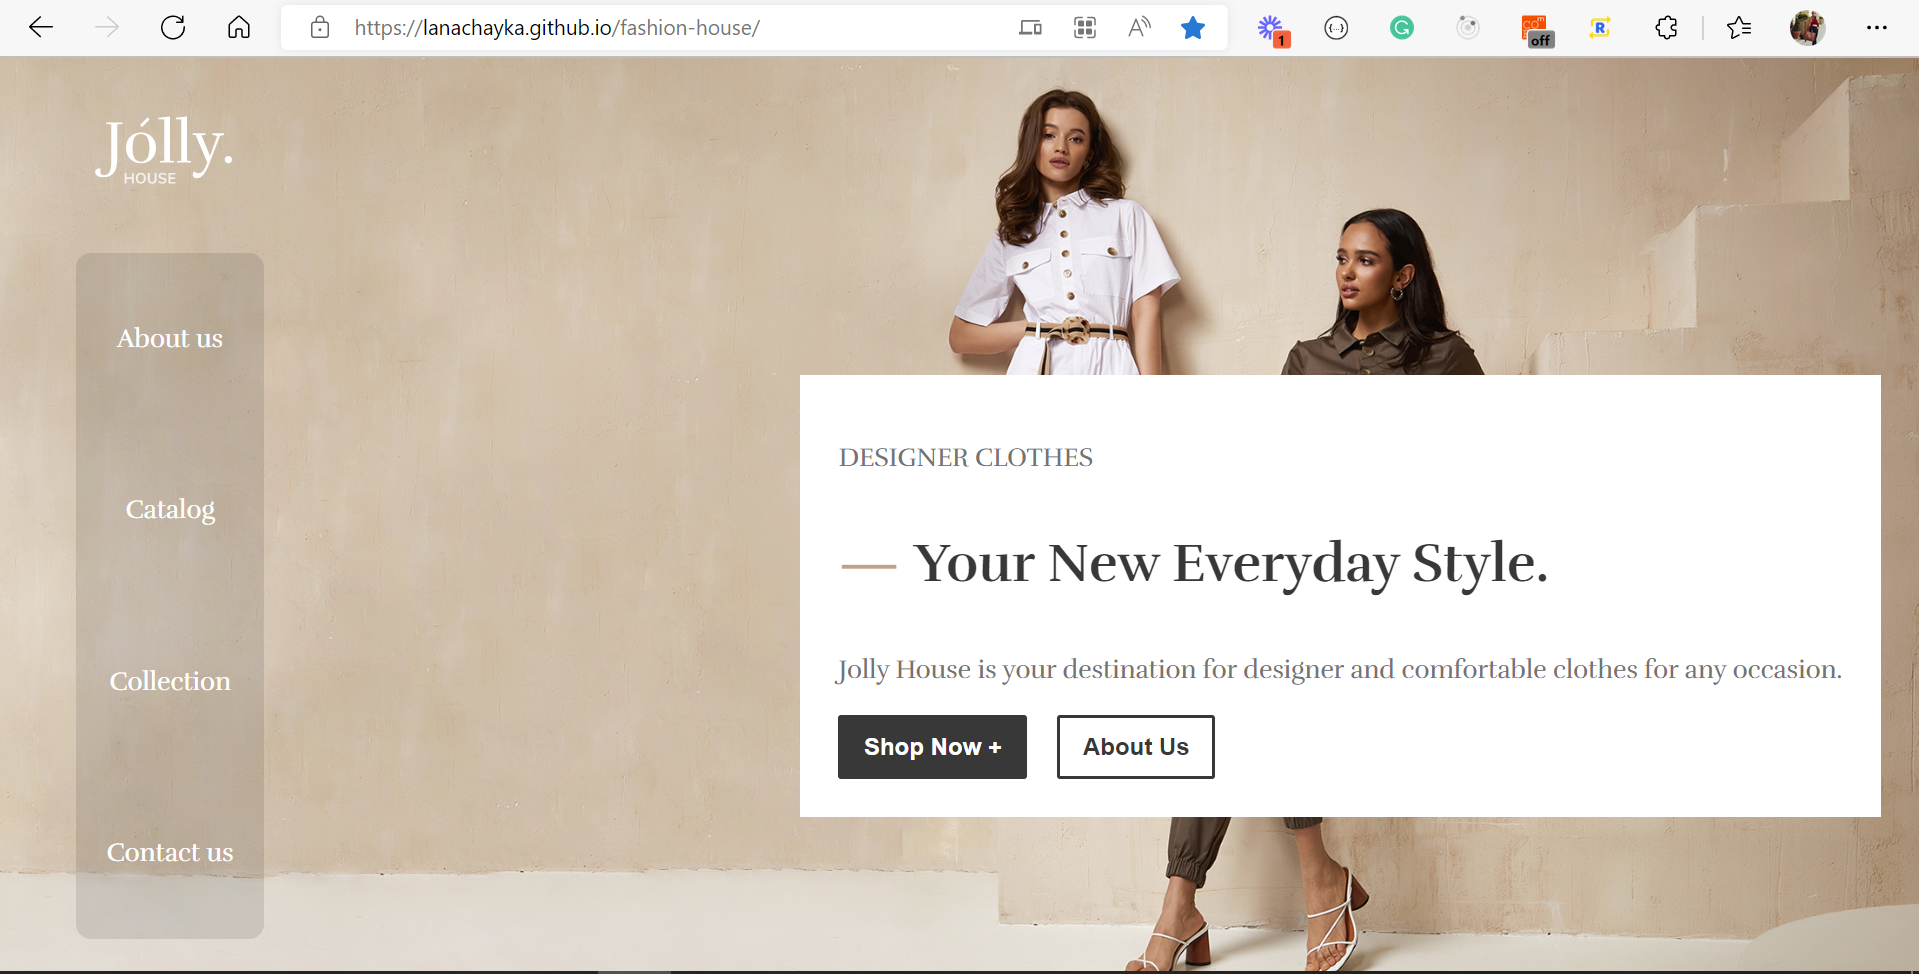 https://lanachayka.github.io/fashion-house/
1
off
Jólly.
HOUSE
About us
Catalog
Collection
Contact us
DESIGNER CLOTHES
— Your New Everyday Style.
Jolly House is your destination for designer and comfortable clothes for any occasion.
Shop Now +
About Us